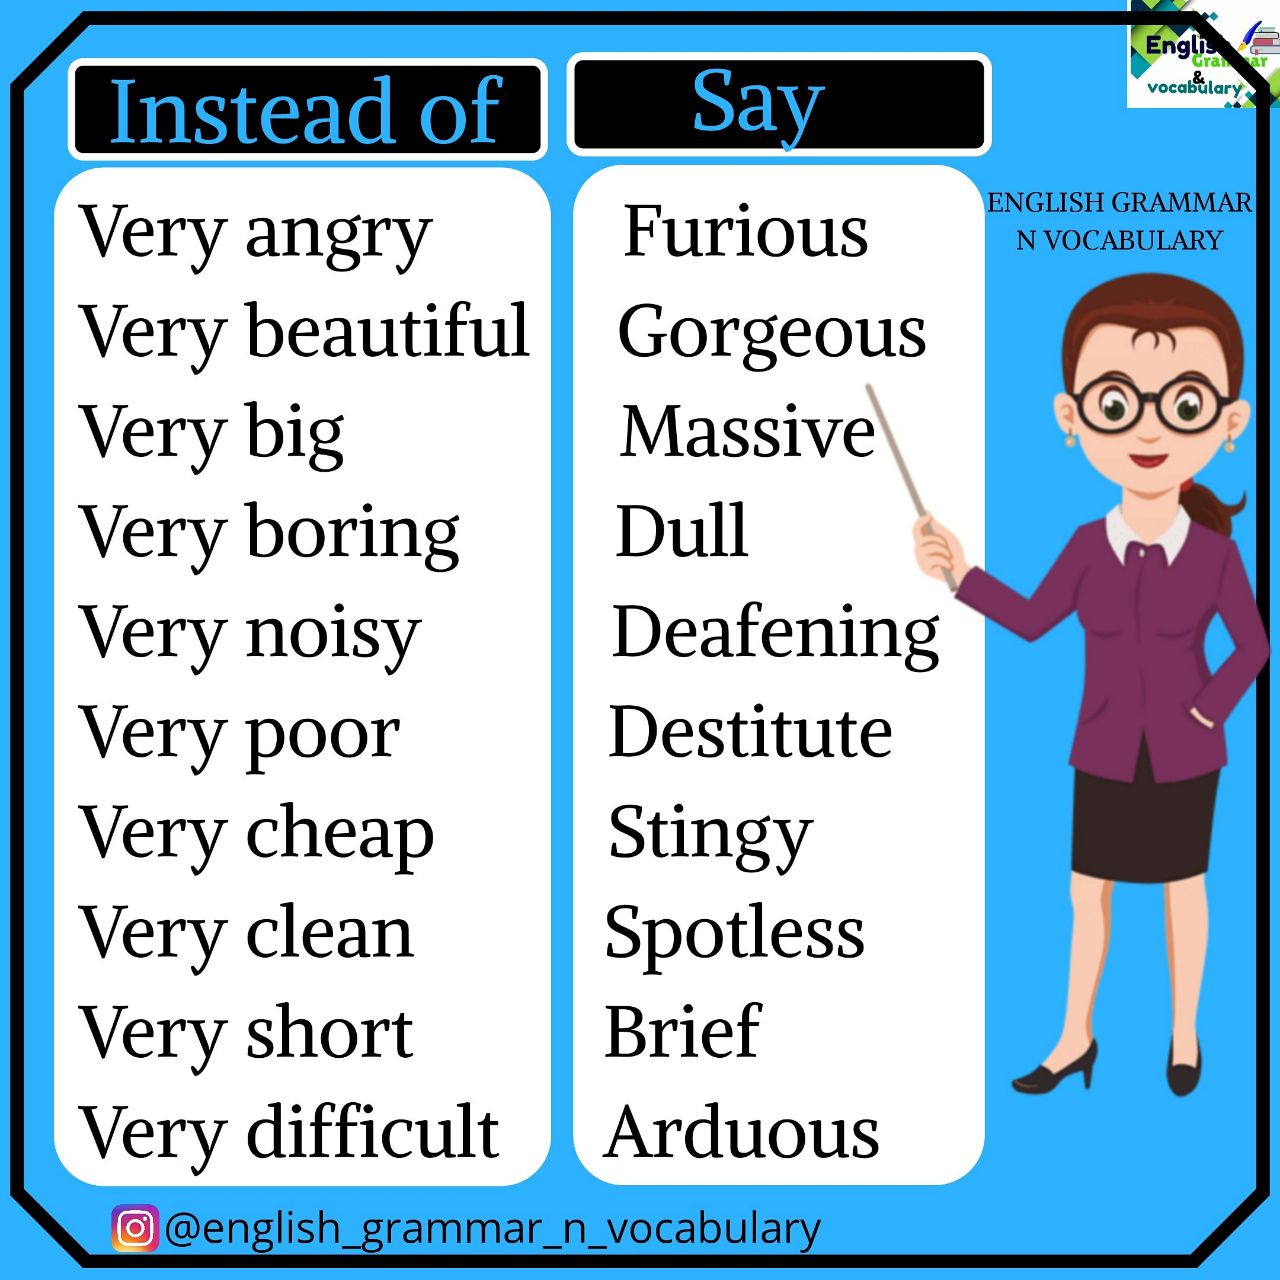 English
Grammar
&
vocabulary
Instead of Say
ENGLISH GRAMMAR
N VOCABULARY
Very angry Furious
Very beautiful Gorgeous
Very big Massive
Very boring Dull
Very noisy Deafening
Very poor Destitute
Very cheap Stingy
Very clean Spotless
Very short Brief
Very difficult Arduous
@english_grammar_n_vocabulary